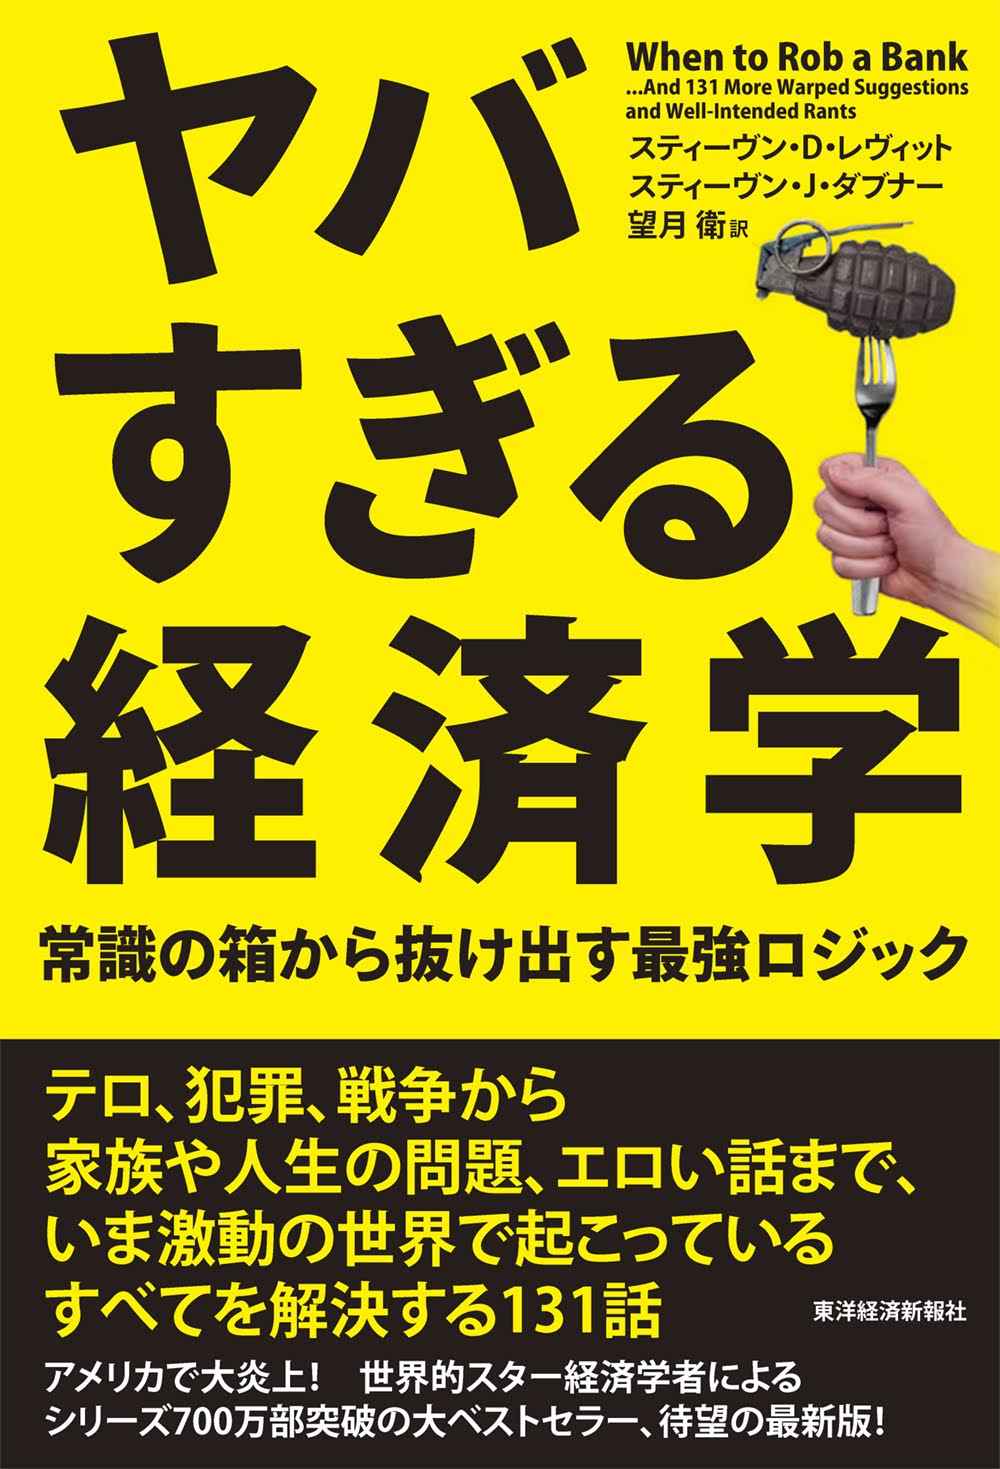 ヤバ
すぎる
経済学
When to Rob a Bank
...And 131 More Warped Suggestions
and Well-Intended Rants
スティーヴン・D・レヴィット
スティーヴン・J・ダブナー
望月 衛 訳
常識の箱から抜け出す最強ロジック
テロ、犯罪、戦争から
家族や人生の問題、エロい話まで、
いま激動の世界で起こっている
すべてを解決する131話
東洋経済新報社
アメリカで大炎上! 世界的スター経済学者による
シリーズ700万部突破の大ベストセラー、待望の最新版!